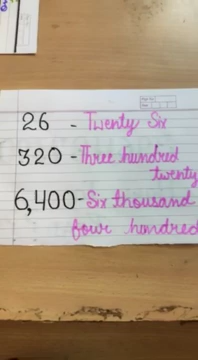 26 - Twenty Six
320 - Three hundred
twenty
6,400 - Six thousand
four hundred